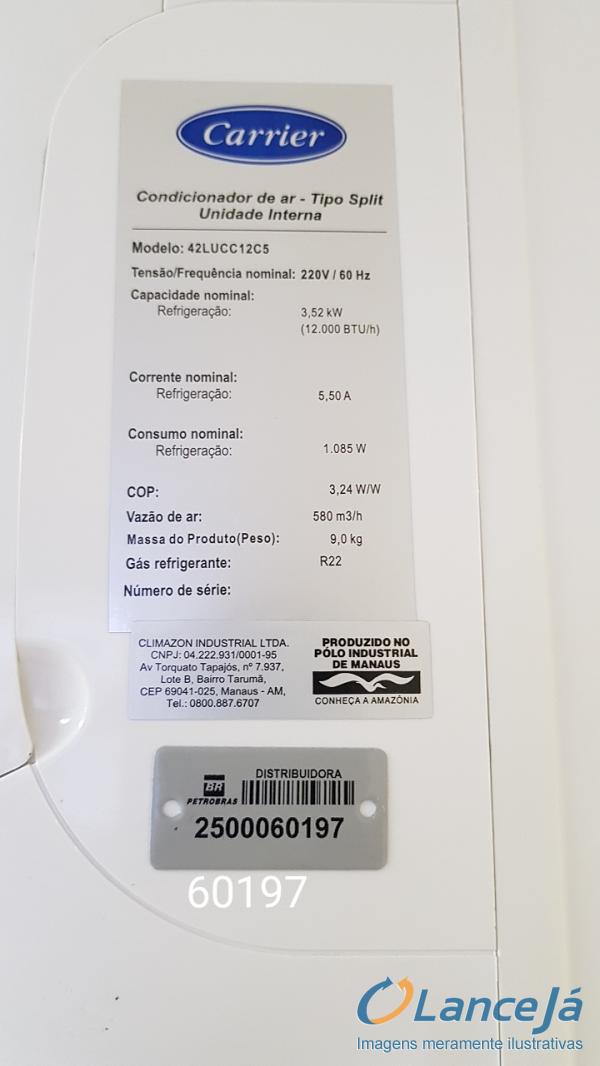 Carrier
Condicionador de ar - Tipo Split
Unidade Interna
Modelo: 42LUCC12C5
Tensão/Frequência nominal: 220V / 60 Hz
Capacidade nominal:
Refrigeração: 3,52 kW
(12.000 BTU/h)
Corrente nominal:
Refrigeração: 5,50 A
Consumo nominal:
Refrigeração: 1.085 W
COP: 3,24 W/W
Vazão de ar: 580 m3/h
Massa do Produto(Peso): 9,0 kg
Gás refrigerante: R22
Número de série:
CLIMAZON INDUSTRIAL LTDA.
CNPJ: 04.222.931/0001-95
Av Torquato Tapajós, nº 7.937,
Lote B, Bairro Tarumã,
CEP 69041-025, Manaus - AM,
Tel.: 0800.887.6707
PRODUZIDO NO
PÓLO INDUSTRIAL
DE MANAUS
CONHEÇA A AMAZÔNIA
DISTRIBUIDORA
BR
PETROBRAS
2500060197
60197
LanceJá
Imagens meramente ilustrativas